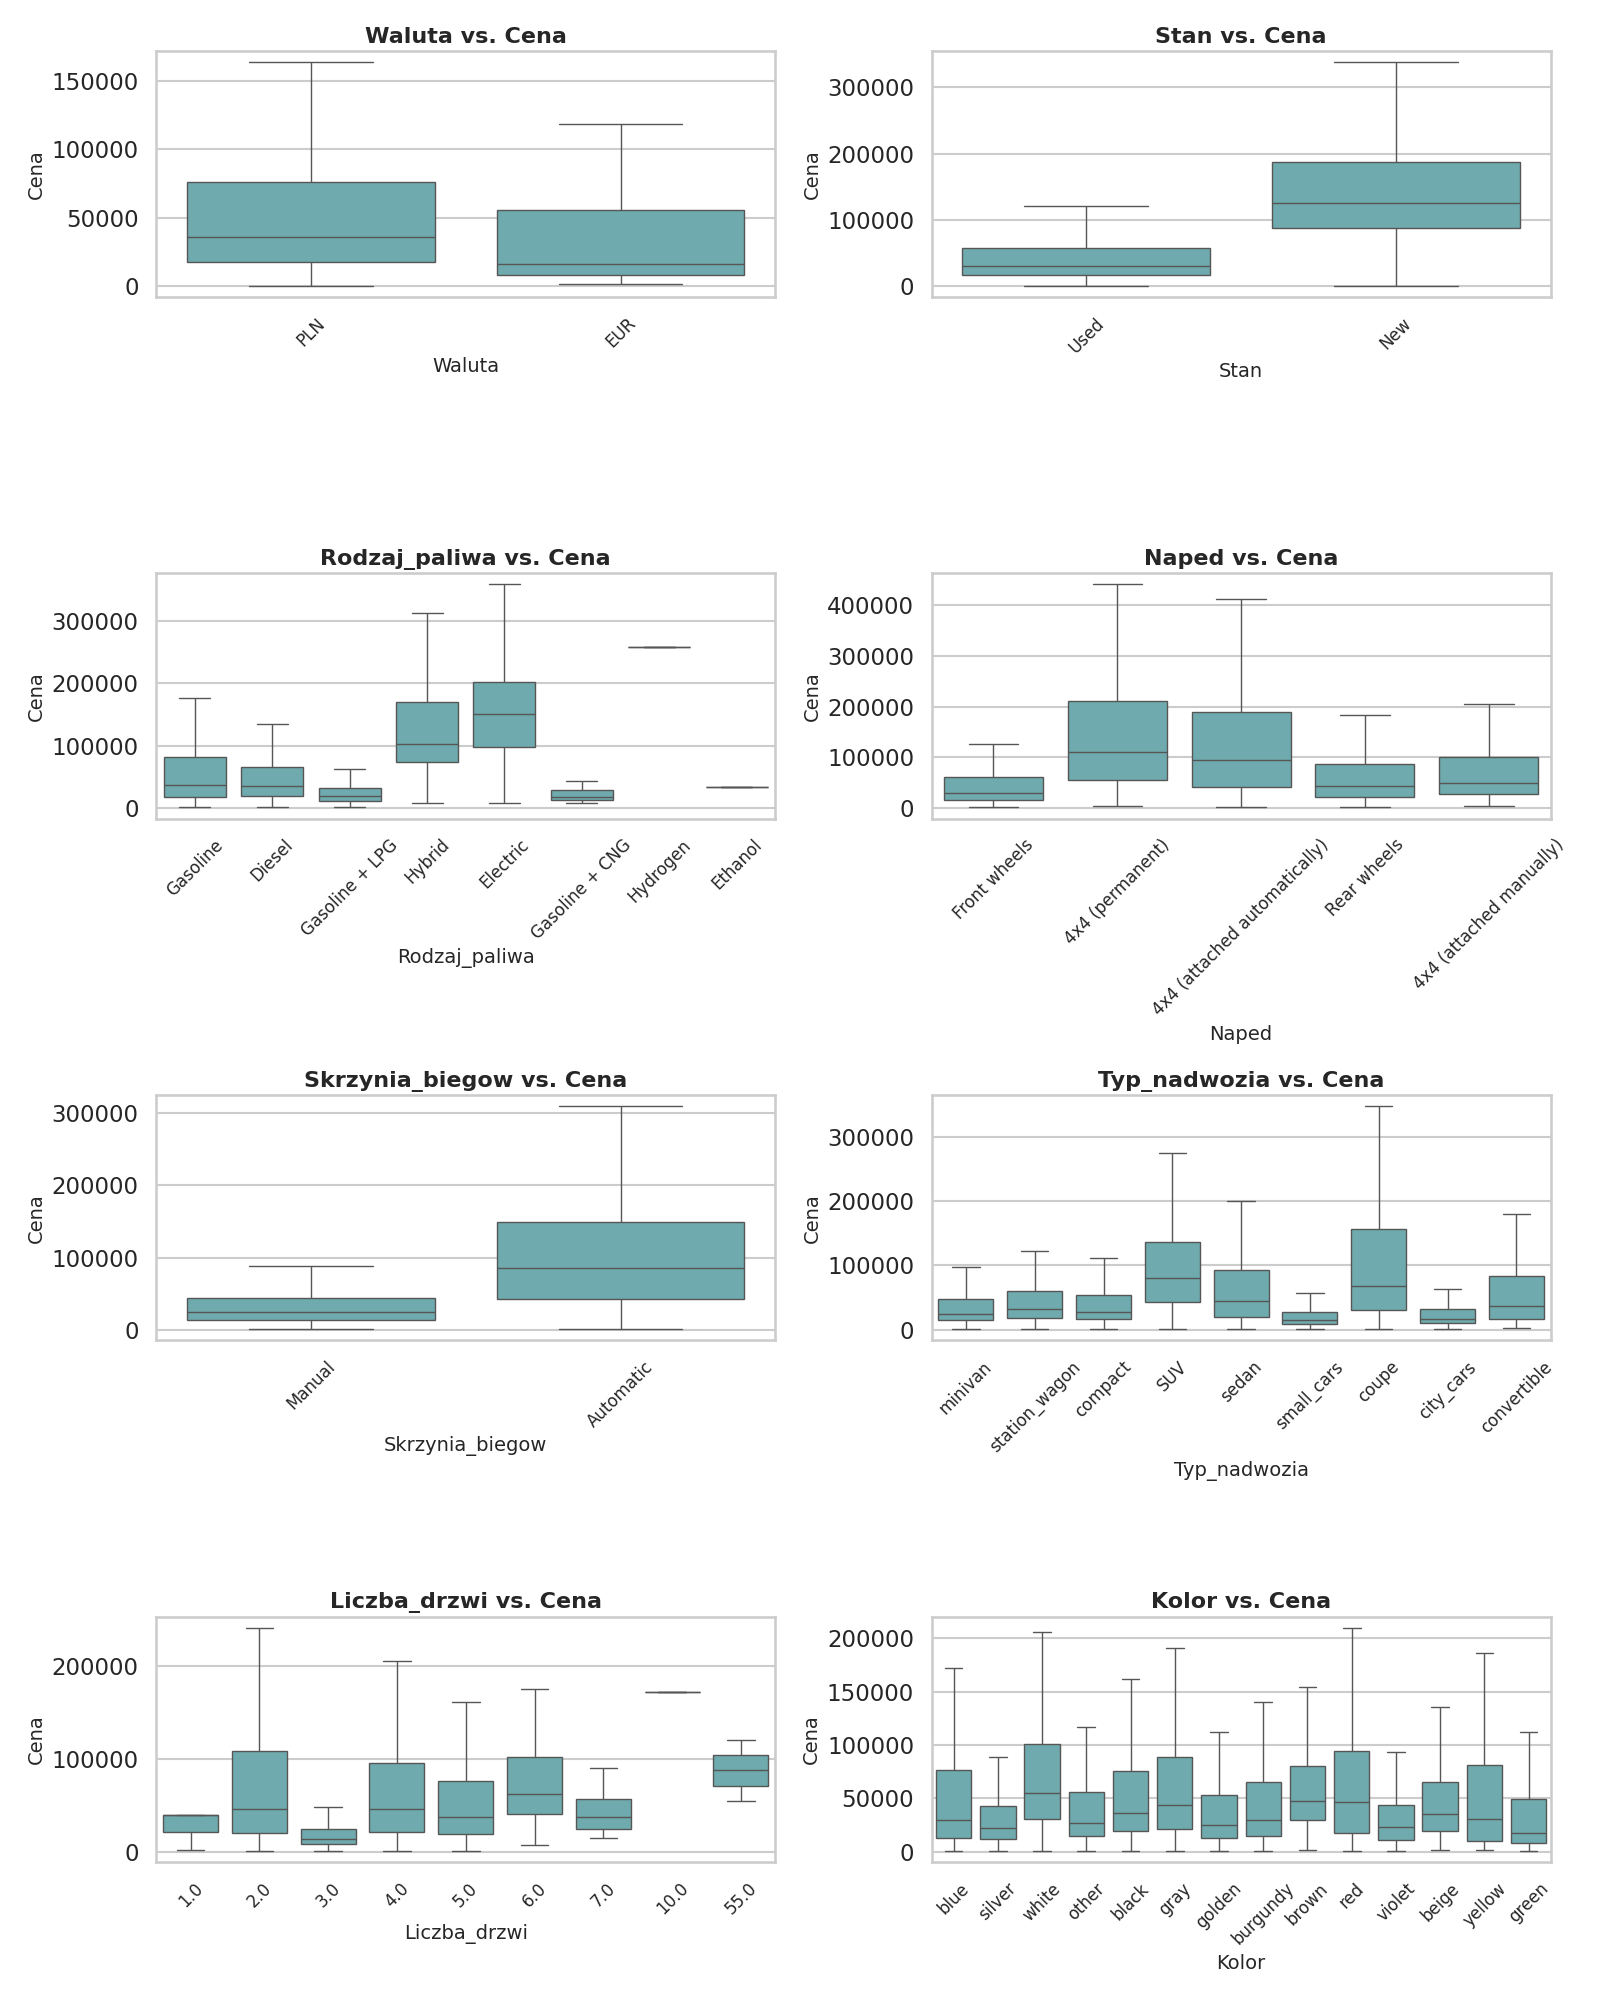 Waluta vs. Cena
Cena
150000
100000
50000
0
PLN
EUR
Waluta
Stan vs. Cena
Cena
300000
200000
100000
0
Used
New
Stan
Rodzaj_paliwa vs. Cena
Cena
300000
200000
100000
0
Gasoline
Diesel
Gasoline + LPG
Hybrid
Electric
Gasoline + CNG
Hydrogen
Ethanol
Rodzaj_paliwa
Naped vs. Cena
Cena
400000
300000
200000
100000
0
Front wheels
4x4 (permanent)
4x4 (attached automatically)
Rear wheels
4x4 (attached manually)
Naped
Skrzynia_biegow vs. Cena
Cena
300000
200000
100000
0
Manual
Automatic
Skrzynia_biegow
Typ_nadwozia vs. Cena
Cena
300000
200000
100000
0
minivan
station_wagon
compact
SUV
sedan
small_cars
coupe
city_cars
convertible
Typ_nadwozia
Liczba_drzwi vs. Cena
Cena
200000
100000
0
1.0
2.0
3.0
4.0
5.0
6.0
7.0
10.0
55.0
Liczba_drzwi
Kolor vs. Cena
Cena
200000
150000
100000
50000
0
blue
silver
white
other
black
gray
golden
burgundy
brown
red
violet
beige
yellow
green
Kolor